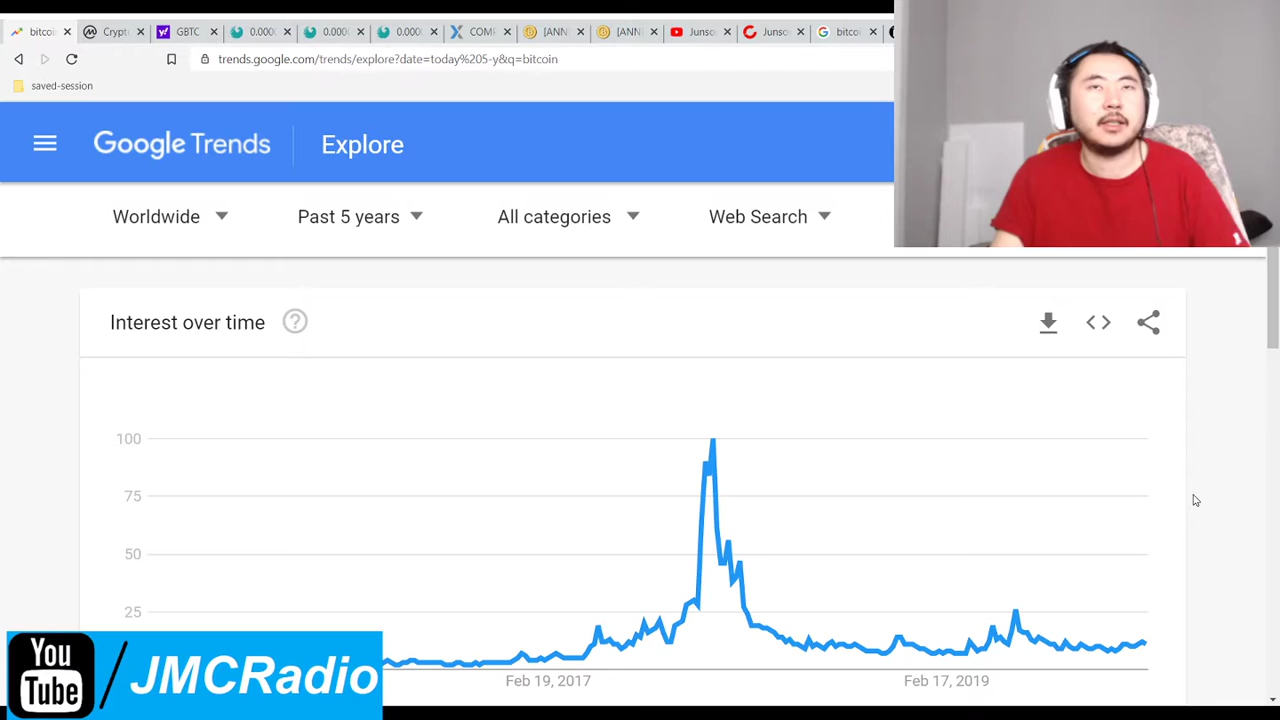 bitcoi
Crypt
GBTC
0.000
0.000
0.000
COMP
[ANN
[ANN
Junso
Junso
bitco
trends.google.com/trends/explore?date=today%205-y&q=bitcoin
saved-session
Google Trends
Explore
Worldwide
Past 5 years
All categories
Web Search
Interest over time
?
100
75
50
25
Feb 19, 2017
Feb 17, 2019
You
Tube
/JMCRadio